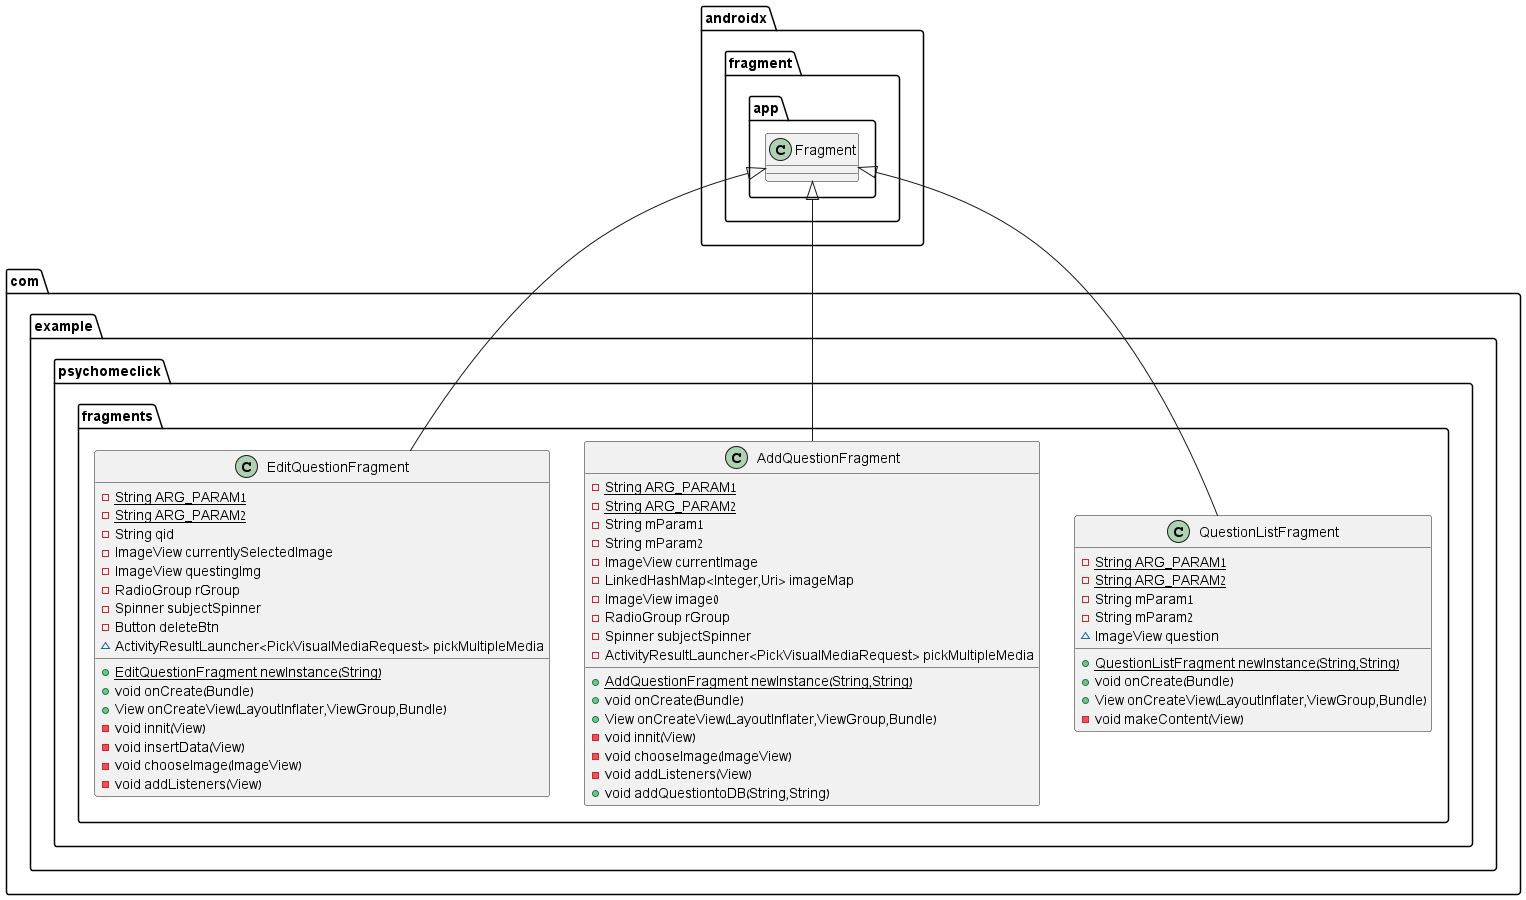 androidx
fragment
app
C Fragment
com
example
psychomeclick
fragments
C EditQuestionFragment
String ARG_PARAM1
String ARG_PARAM2
String qid
ImageView currentlySelectedImage
ImageView questingImg
RadioGroup rGroup
Spinner subjectSpinner
Button deleteBtn
ActivityResultLauncher<PickVisualMediaRequest> pickMultipleMedia
EditQuestionFragment newInstance(String)
void onCreate(Bundle)
View onCreateView(LayoutInflater,ViewGroup,Bundle)
void innit(View)
void insertData(View)
void chooseImage(ImageView)
void addListeners(View)
C AddQuestionFragment
String ARG_PARAM1
String ARG_PARAM2
String mParam1
String mParam2
ImageView currentImage
LinkedHashMap<Integer,Uri> imageMap
ImageView image0
RadioGroup rGroup
Spinner subjectSpinner
ActivityResultLauncher<PickVisualMediaRequest> pickMultipleMedia
AddQuestionFragment newInstance(String,String)
void onCreate(Bundle)
View onCreateView(LayoutInflater,ViewGroup,Bundle)
void innit(View)
void chooseImage(ImageView)
void addListeners(View)
void addQuestiontoDB(String,String)
C QuestionListFragment
String ARG_PARAM1
String ARG_PARAM2
String mParam1
String mParam2
ImageView question
QuestionListFragment newInstance(String,String)
void onCreate(Bundle)
View onCreateView(LayoutInflater,ViewGroup,Bundle)
void makeContent(View)